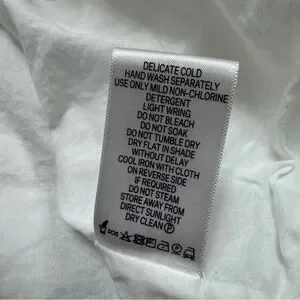 DELICATE COLD
HAND WASH SEPARATELY
USE ONLY MILD NON-CHLORINE
DETERGENT
LIGHT WRING
DO NOT BLEACH
DO NOT SOAK
DO NOT TUMBLE DRY
DRY FLAT IN SHADE
WITHOUT DELAY
COOL IRON WITH CLOTH
ON REVERSE SIDE
IF REQUIRED
DO NOT STEAM
STORE AWAY FROM
DIRECT SUNLIGHT
DRY CLEAN Ⓟ